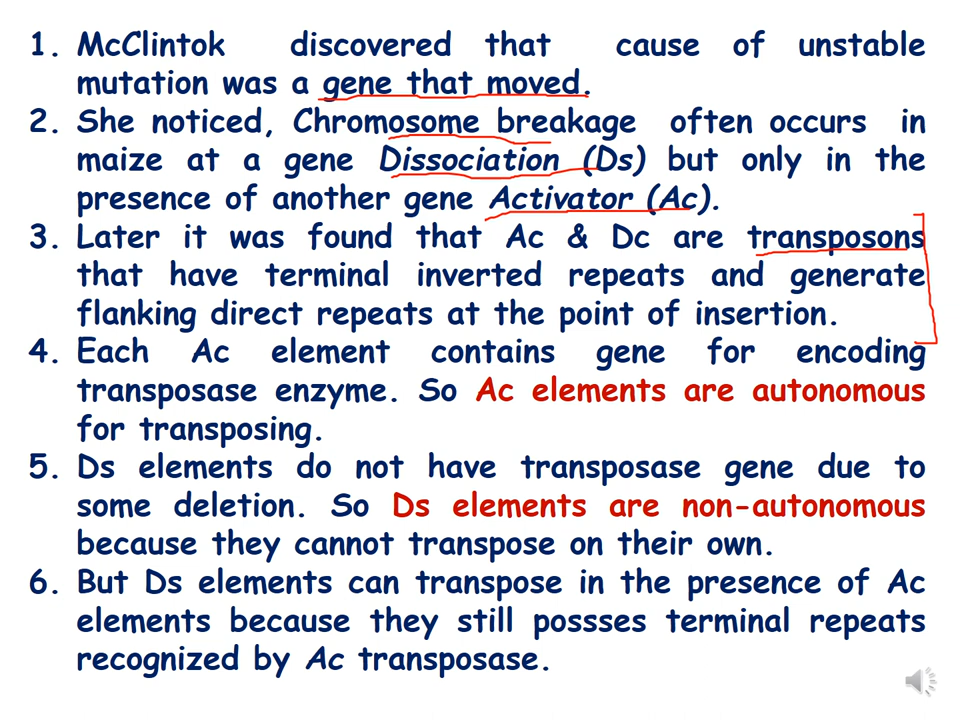 1. McClintok discovered that cause of unstable
mutation was a gene that moved.
2. She noticed, Chromosome breakage often occurs in
maize at a gene Dissociation (Ds) but only in the
presence of another gene Activator (Ac).
3. Later it was found that Ac & Dc are transposons
that have terminal inverted repeats and generate
flanking direct repeats at the point of insertion.
4. Each Ac element contains gene for encoding
transposase enzyme. So Ac elements are autonomous
for transposing.
5. Ds elements do not have transposase gene due to
some deletion. So Ds elements are non-autonomous
because they cannot transpose on their own.
6. But Ds elements can transpose in the presence of Ac
elements because they still possses terminal repeats
recognized by Ac transposase.